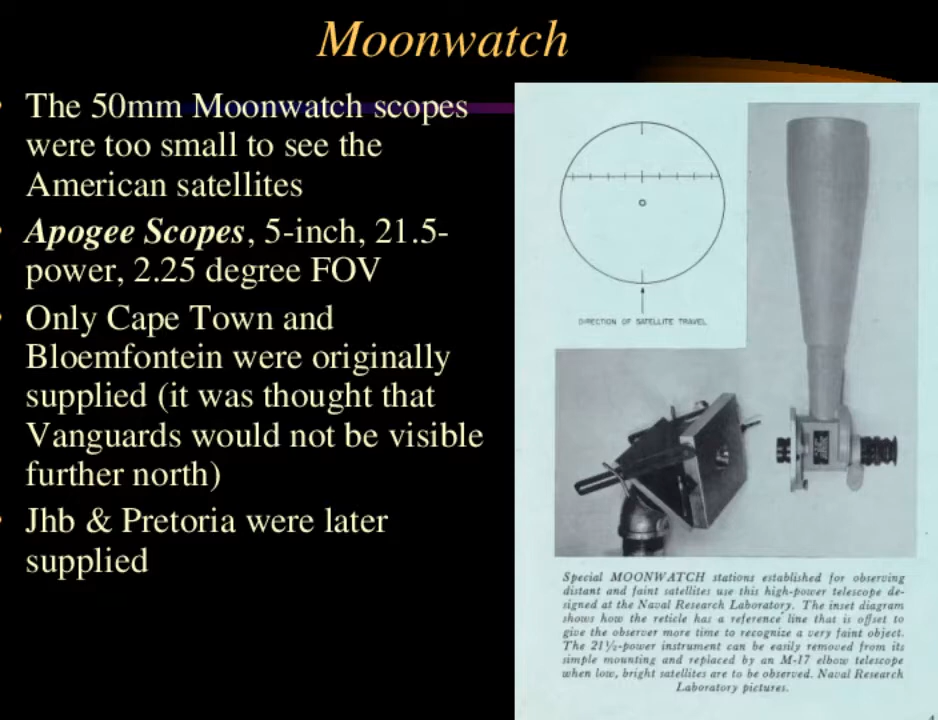 Moonwatch
• The 50mm Moonwatch scopes
were too small to see the
American satellites
• Apogee Scopes, 5-inch, 21.5-
power, 2.25 degree FOV
• Only Cape Town and
Bloemfontein were originally
supplied (it was thought that
Vanguards would not be visible
further north)
• Jhb & Pretoria were later
supplied
DIRECTION OF SATELLITE TRAVEL
Special MOONWATCH stations established for observing
distant and faint satellites use this high-power telescope de-
signed at the Naval Research Laboratory. The inset diagram
shows how the reticle has a reference line that is offset to
give the observer more time to recognize a very faint object.
The 21½-power instrument can be easily removed from its
simple mounting and replaced by an M-17 elbow telescope
when low, bright satellites are to be observed. Naval Research
Laboratory pictures.